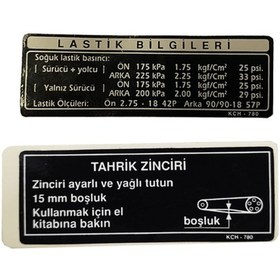 LASTİK BİLGİLERİ
Soğuk lastik basıncı:
[Sürücü + yolcu] ÖN 175 kPa 1.75 kgf/Cm² 25 psi.
ARKA 225 kPa 2.25 kgf/Cm² 33 psi.
[Yalnız Sürücü] ÖN 175 kPa 1.75 kgf/Cm² 25 psi.
ARKA 200 kPa 2.00 kgf/Cm² 29 psi.
Lastik Ölçüleri: Ön 2.75 - 18 42P Arka 90/90-18 57P
KCH - 780
TAHRİK ZİNCİRİ
Zinciri ayarlı ve yağlı tutun
15 mm boşluk
Kullanmak için el
kitabına bakın
boşluk
KCH - 780